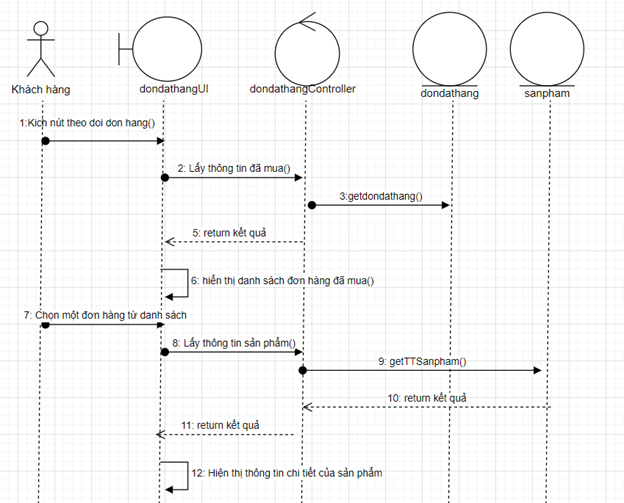 Khách hàng
dondathangUI
dondathangController
dondathang
sanpham
1:Kich nút theo doi don hang()
2: Lấy thông tin đã mua()
3:getdondathang()
5: return kết quả
6: hiển thị danh sách đơn hàng đã mua()
7: Chọn một đơn hàng từ danh sách
8: Lấy thông tin sản phẩm()
9: getTTSanpham()
10: return kết quả
11: return kết quả
12: Hiện thị thông tin chi tiết của sản phẩm